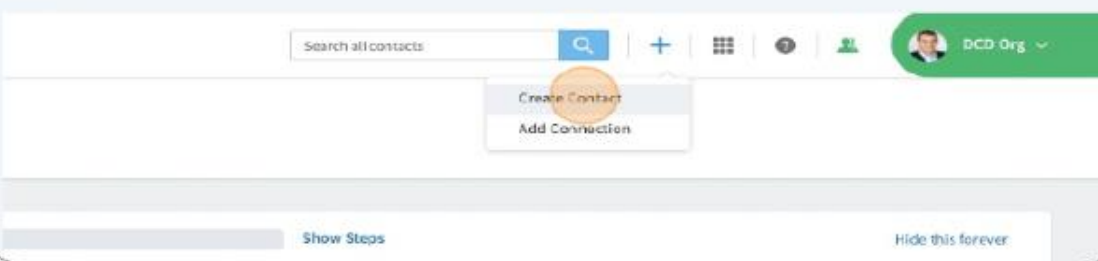 Search all contacts
DCD Org
Create Contact
Add Connection
Show Steps
Hide this forever